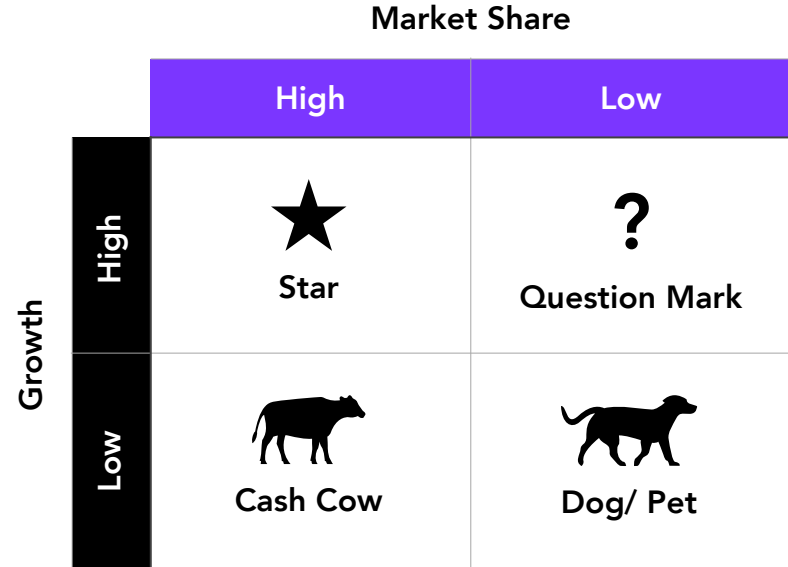 Market Share
High
Low
Growth
High
★
Star
?
Question Mark
Low
Cash Cow
Dog/ Pet